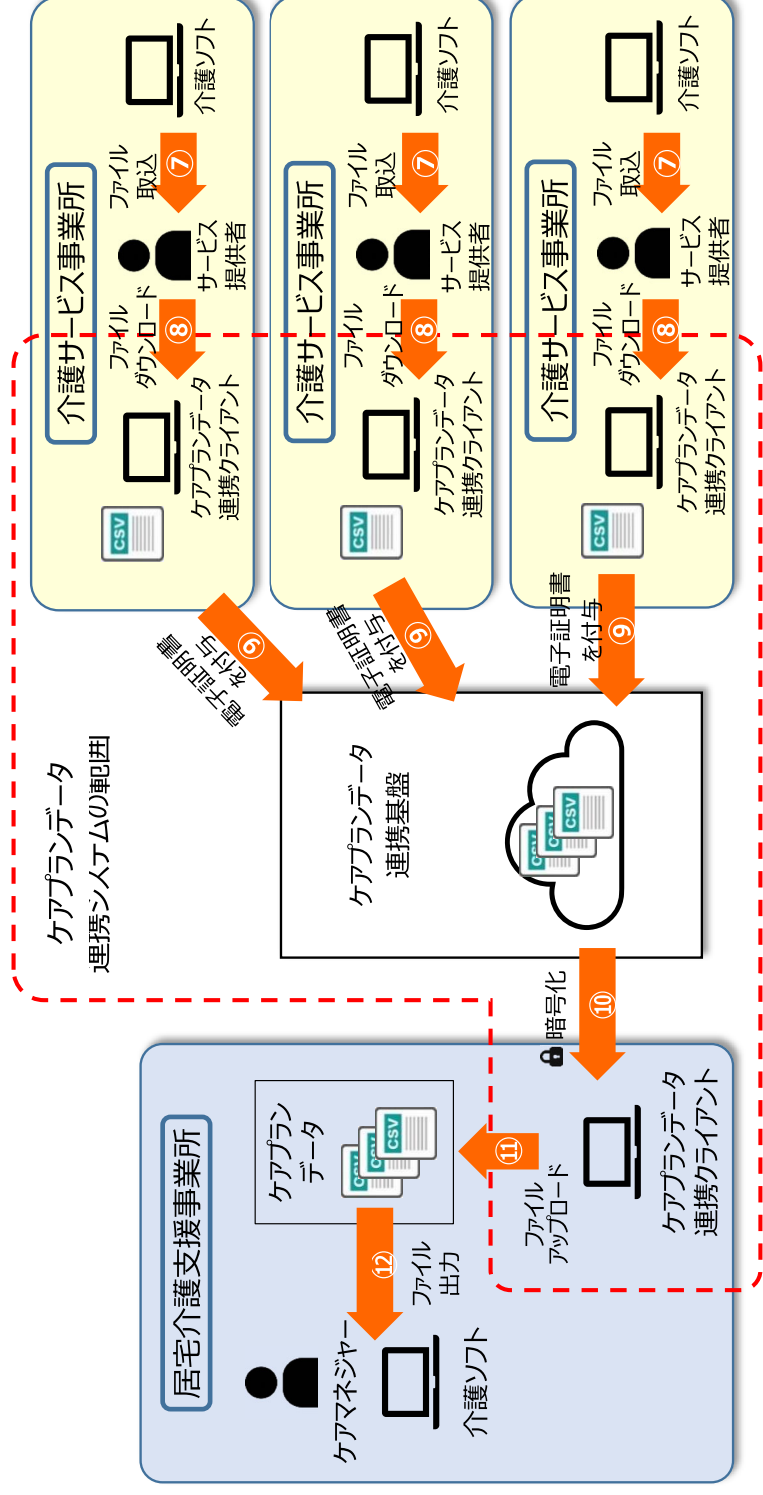 居宅介護支援事業所
ケアマネジャー
介護ソフト
⑫
ファイル
出力
ケアプラン
データ
CSV
CSV
CSV
⑪
ファイル
アップロード
ケアプランデータ
連携クライアント
暗号化
⑩
ケアプランデータ
連携システムの範囲
ケアプランデータ
連携基盤
CSV
CSV
CSV
電子証明書
を付与
⑨
電子証明書
を付与
⑨
電子証明書
を付与
⑨
介護サービス事業所
CSV
ケアプランデータ
連携クライアント
ファイル
ダウンロード
⑧
サービス
提供者
ファイル
取込
⑦
介護ソフト
介護サービス事業所
CSV
ケアプランデータ
連携クライアント
ファイル
ダウンロード
⑧
サービス
提供者
ファイル
取込
⑦
介護ソフト
介護サービス事業所
CSV
ケアプランデータ
連携クライアント
ファイル
ダウンロード
⑧
サービス
提供者
ファイル
取込
⑦
介護ソフト